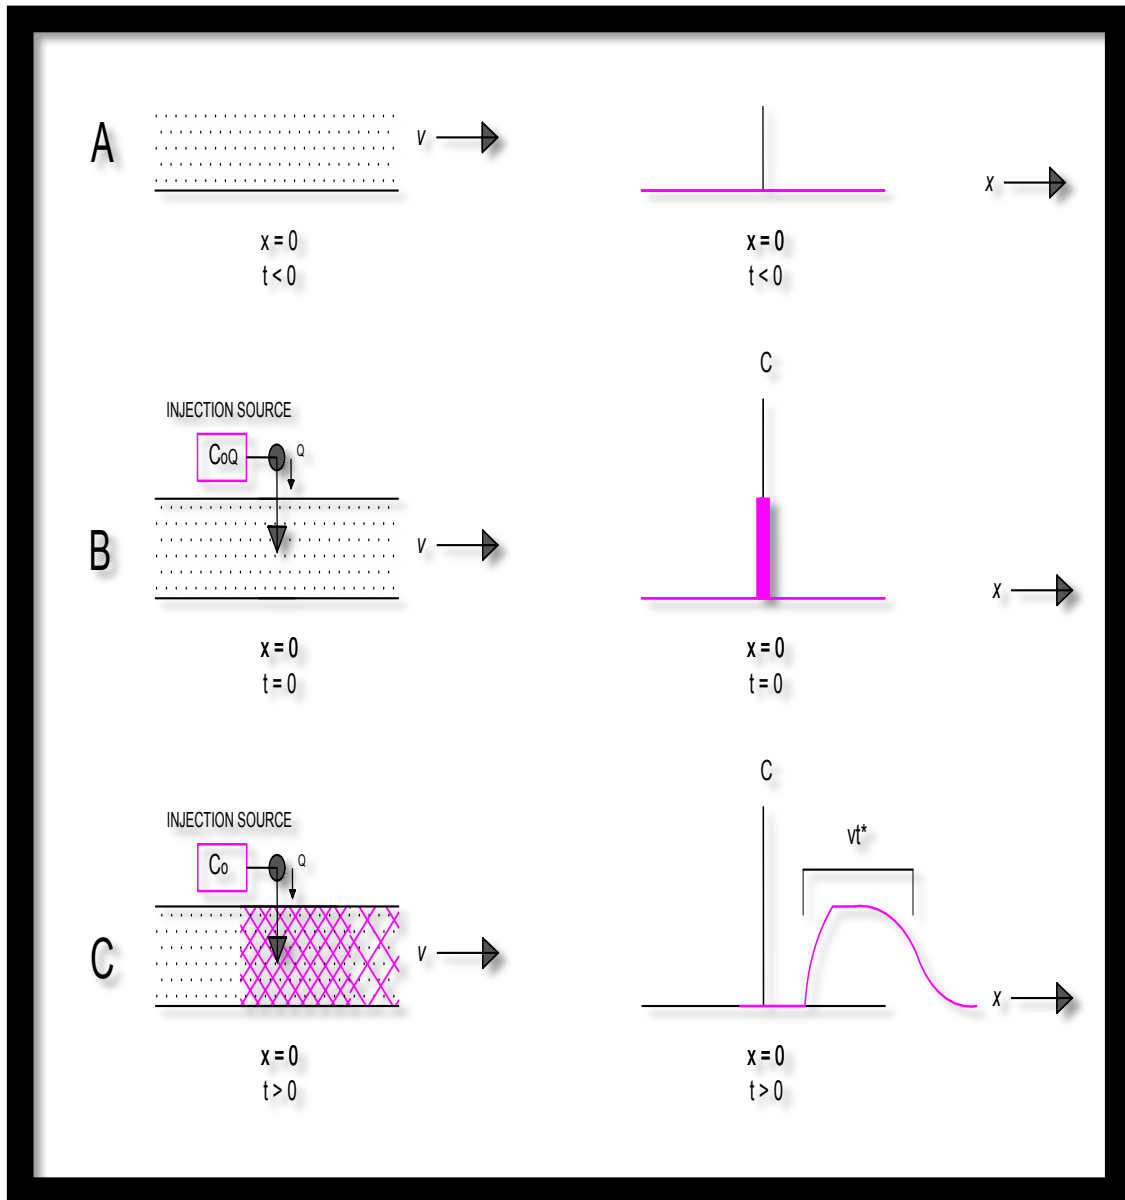 A
v
x
x = 0
t < 0
x = 0
t < 0
C
INJECTION SOURCE
CoQ
Q
B
v
x
x = 0
t = 0
x = 0
t = 0
C
INJECTION SOURCE
Co
Q
vt*
C
v
x
x = 0
t > 0
x = 0
t > 0